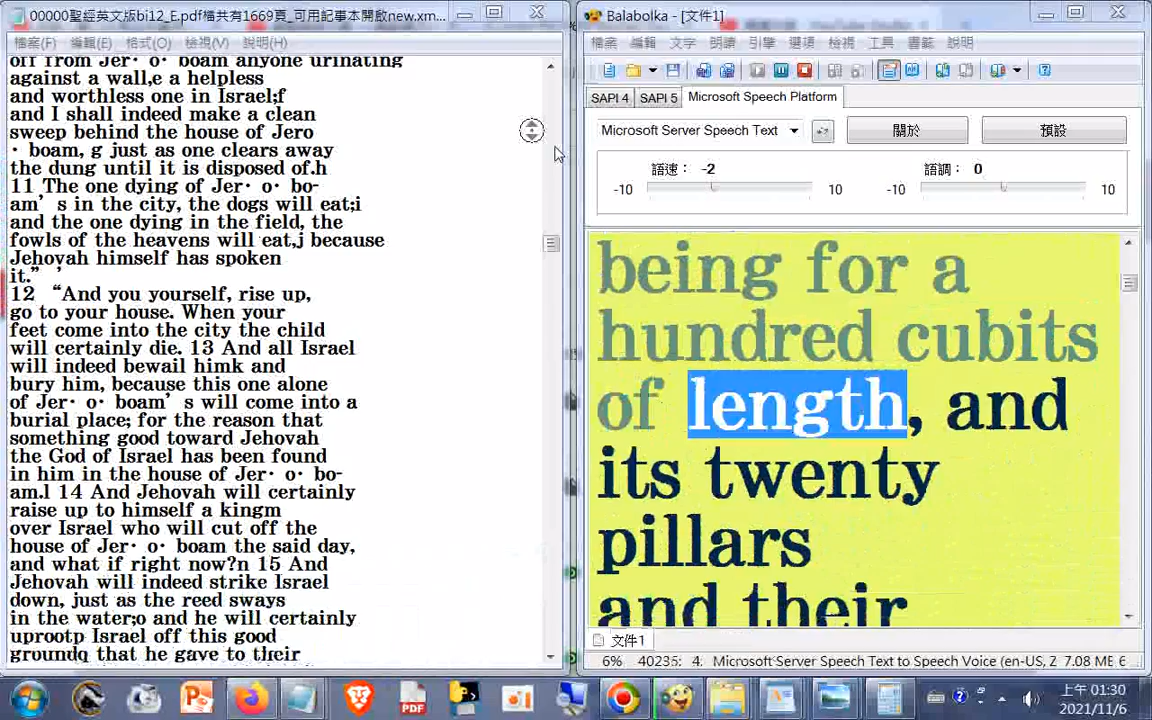 00000聖經英文版bi12_E.pdf檔共有1669頁_可用記事本開啟new.xm...
檔案(F) 編輯(E) 格式(O) 檢視(V) 說明(H)
off from Jer· o· boam anyone urinating
against a wall,e a helpless
and worthless one in Israel;f
and I shall indeed make a clean
sweep behind the house of Jero
· boam, g just as one clears away
the dung until it is disposed of.h
11 The one dying of Jer· o· bo-
am’ s in the city, the dogs will eat;i
and the one dying in the field, the
fowls of the heavens will eat,j because
Jehovah himself has spoken
it.” ’
12 “And you yourself, rise up,
go to your house. When your
feet come into the city the child
will certainly die. 13 And all Israel
will indeed bewail himk and
bury him, because this one alone
of Jer· o· boam’ s will come into a
burial place; for the reason that
something good toward Jehovah
the God of Israel has been found
in him in the house of Jer· o· bo-
am.l 14 And Jehovah will certainly
raise up to himself a kingm
over Israel who will cut off the
house of Jer· o· boam the said day,
and what if right now?n 15 And
Jehovah will indeed strike Israel
down, just as the reed sways
in the water;o and he will certainly
uprootp Israel off this good
groundq that he gave to their
Balabolka - [文件1]
檔案 編輯 文字 朗讀 引擎 選項 檢視 工具 書籤 說明
SAPI 4 SAPI 5 Microsoft Speech Platform
Microsoft Server Speech Text 關於 預設
語速： -2 語調： 0
-10 10 -10 10
being for a
hundred cubits
of length, and
its twenty
pillars
and their
文件1
6% 40235: 4: Microsoft Server Speech Text to Speech Voice (en-US, Z 7.08 MB 6
PDF
上午 01:30
2021/11/6